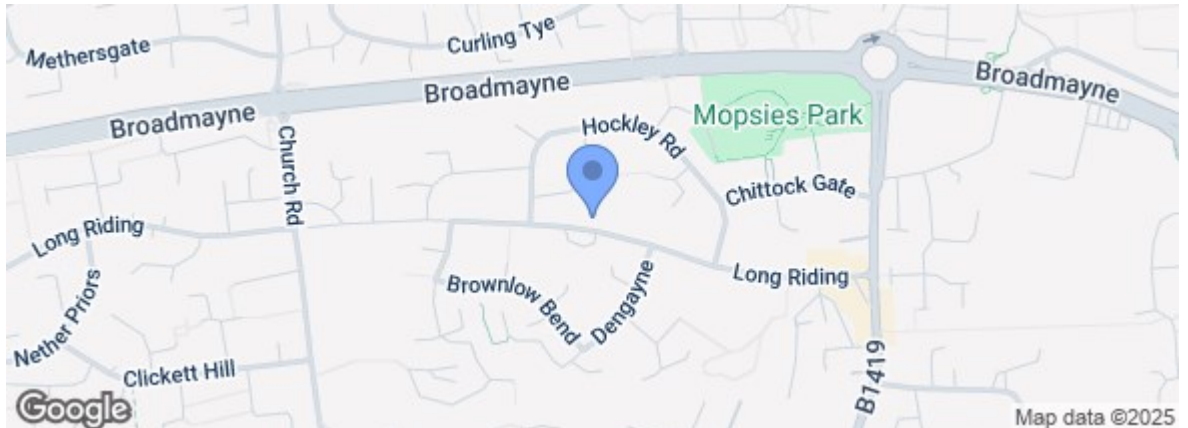 Methersgate
Curling Tye
Broadmayne
Broadmayne
Broadmayne
Mopsies Park
Hockley Rd
Church Rd
Chittock Gate
Long Riding
Long Riding
Nether Priors
Brownlow Bend
Dengayne
Clickett Hill
B1419
Google
Map data ©2025